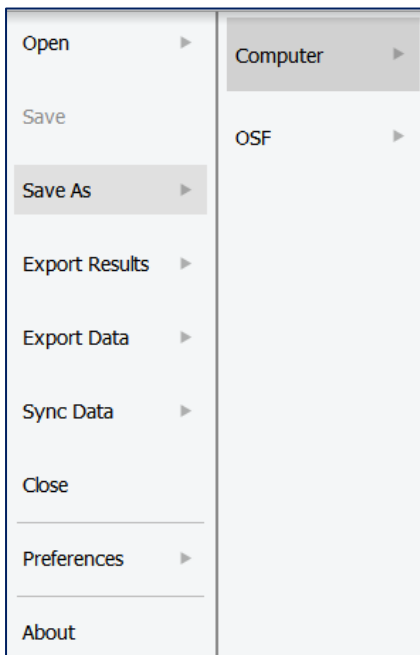 Open
Save
Save As
Export Results
Export Data
Sync Data
Close
Preferences
About
Computer
OSF